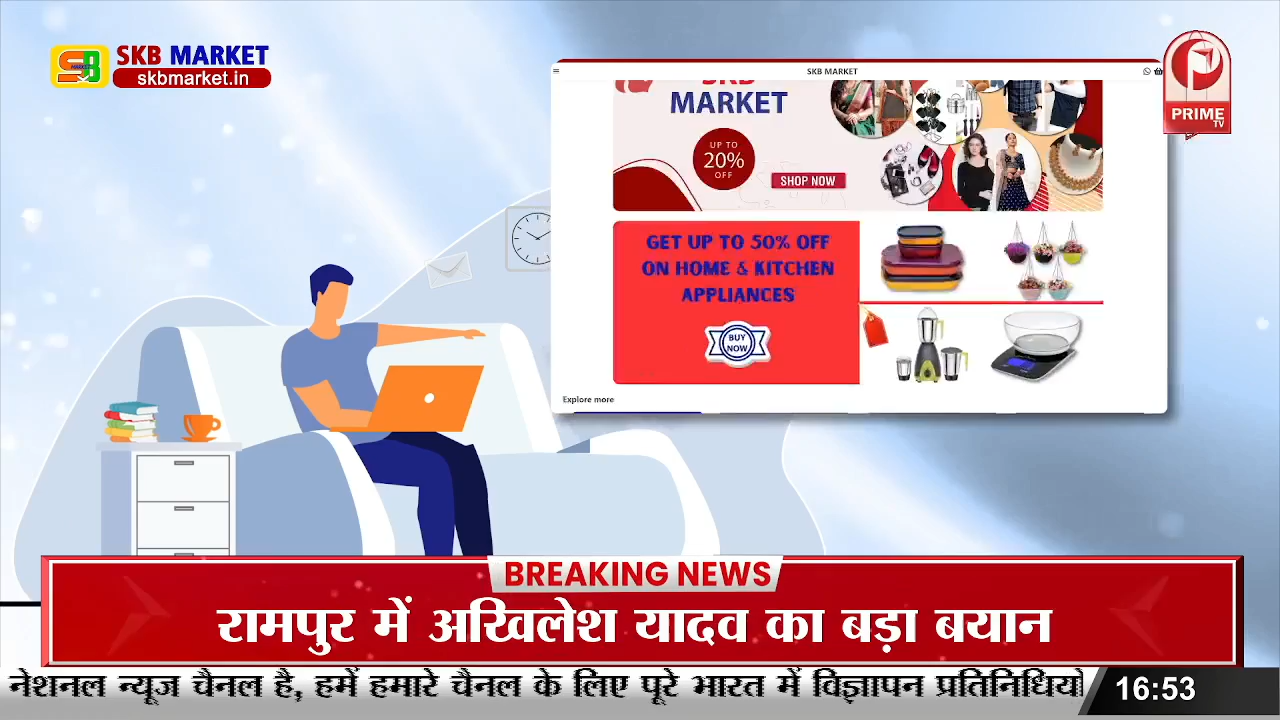 SKB MARKET
skbmarket.in
SKB MARKET
MARKET
UP TO
20%
OFF
SHOP NOW
PRIME
TV
GET UP TO 50% OFF
ON HOME & KITCHEN
APPLIANCES
BUY
NOW
Explore more
BREAKING NEWS
रामपुर में अखिलेश यादव का बड़ा बयान
नेशनल न्यूज चैनल है, हमें हमारे चैनल के लिए पूरे भारत में विज्ञापन प्रतिनिधियो
16:53